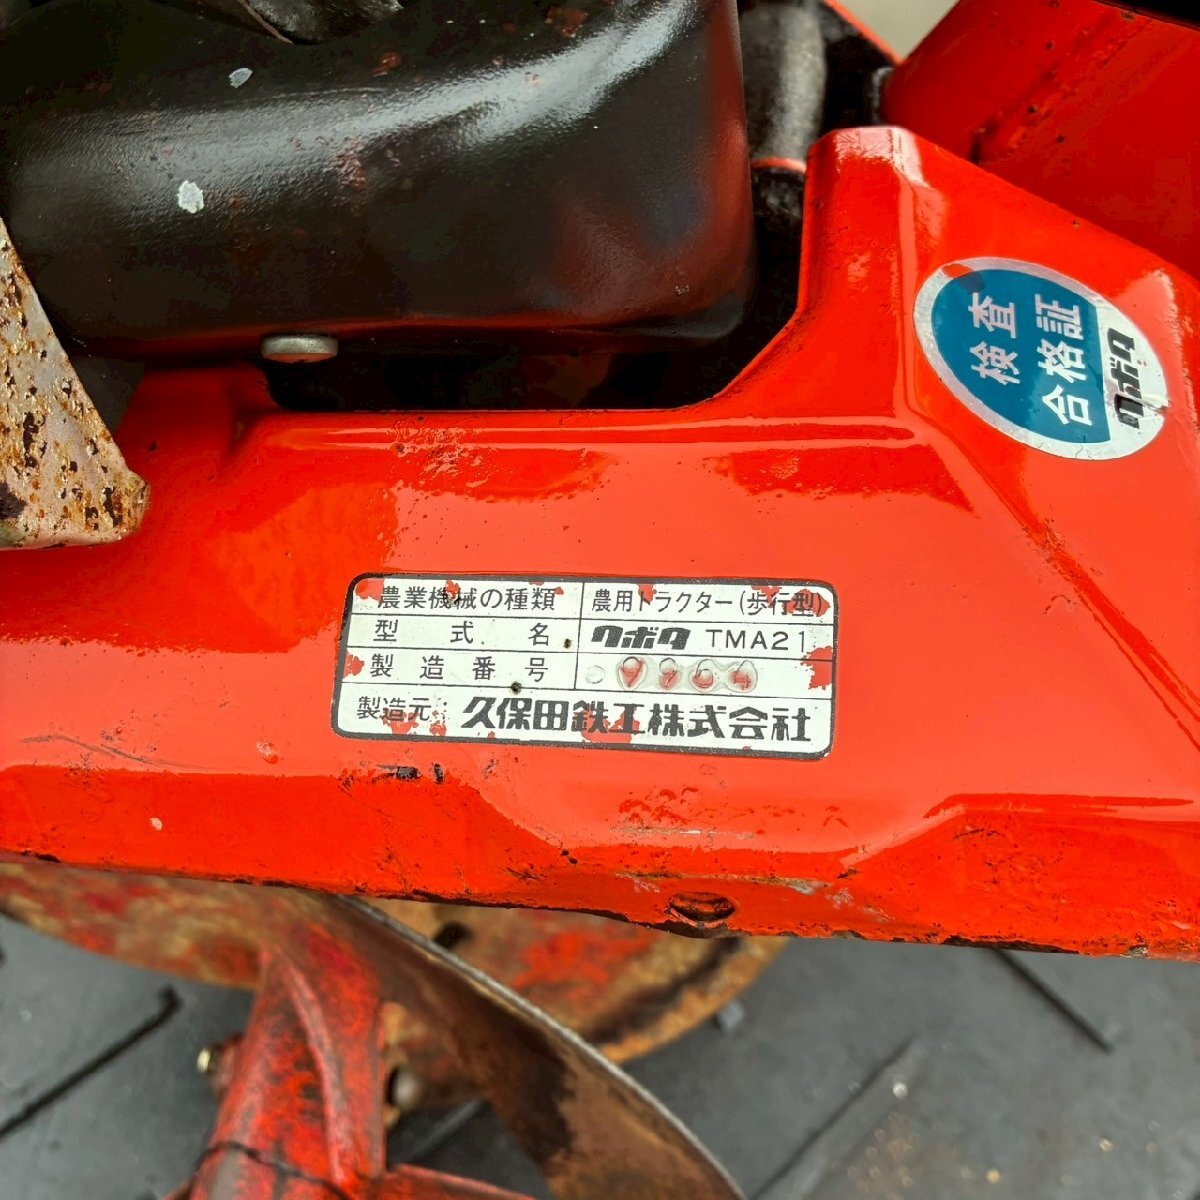 検査
合格証
クボタ
農業機械の種類 農用トラクター(歩行型)
型式名 クボタ TMA21
製造番号
製造元 久保田鉄工株式会社